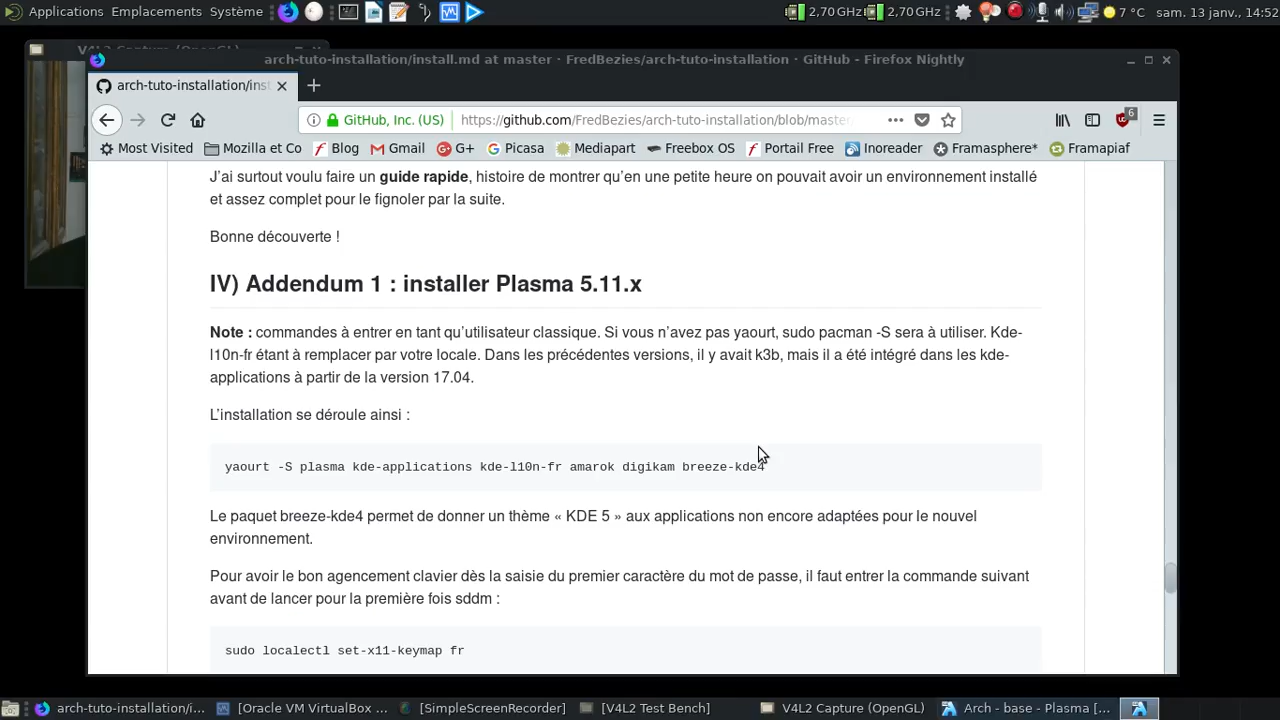 Applications Emplacements Système 2,70 GHz 2,70 GHz 7 °C sam. 13 janv., 14:52
V4L2 Capture (OpenGL)
arch-tuto-installation/install.md at master · FredBezies/arch-tuto-installation · GitHub - Firefox Nightly
arch-tuto-installation/inst
GitHub, Inc. (US) https://github.com/FredBezies/arch-tuto-installation/blob/master 6
Most Visited Mozilla et Co Blog Gmail G+ Picasa Mediapart Freebox OS Portail Free Inoreader Framasphere* Framapiaf
J’ai surtout voulu faire un guide rapide, histoire de montrer qu’en une petite heure on pouvait avoir un environnement installé
et assez complet pour le fignoler par la suite.
Bonne découverte !
IV) Addendum 1 : installer Plasma 5.11.x
Note : commandes à entrer en tant qu’utilisateur classique. Si vous n’avez pas yaourt, sudo pacman -S sera à utiliser. Kde-
l10n-fr étant à remplacer par votre locale. Dans les précédentes versions, il y avait k3b, mais il a été intégré dans les kde-
applications à partir de la version 17.04.
L’installation se déroule ainsi :
yaourt -S plasma kde-applications kde-l10n-fr amarok digikam breeze-kde4
Le paquet breeze-kde4 permet de donner un thème « KDE 5 » aux applications non encore adaptées pour le nouvel
environnement.
Pour avoir le bon agencement clavier dès la saisie du premier caractère du mot de passe, il faut entrer la commande suivant
avant de lancer pour la première fois sddm :
sudo localectl set-x11-keymap fr
arch-tuto-installation/i... [Oracle VM VirtualBox ... [SimpleScreenRecorder] [V4L2 Test Bench] V4L2 Capture (OpenGL) Arch - base - Plasma [...